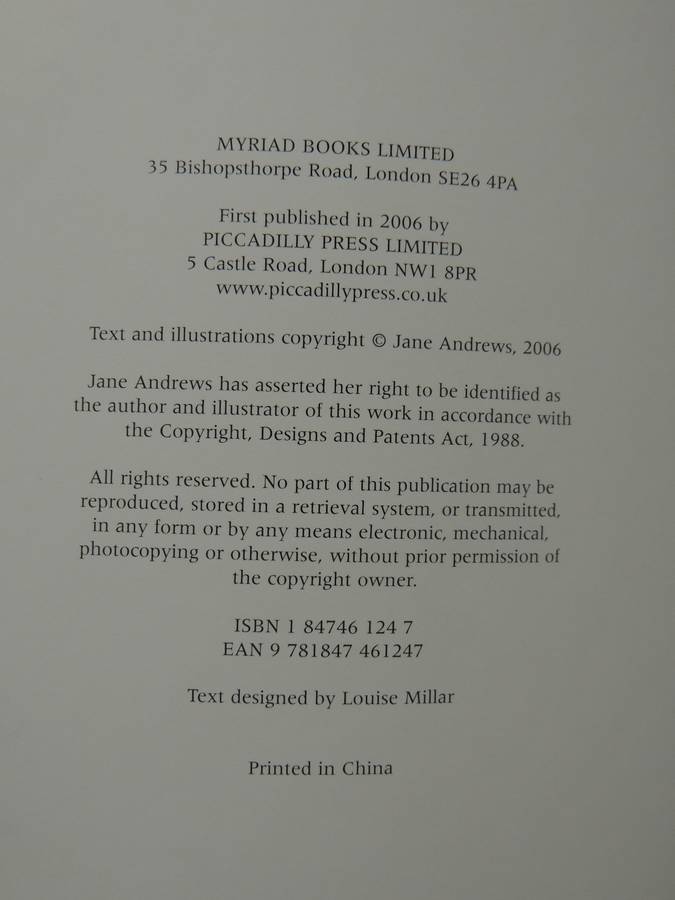 MYRIAD BOOKS LIMITED
35 Bishopsthorpe Road, London SE26 4PA
First published in 2006 by
PICCADILLY PRESS LIMITED
5 Castle Road, London NW1 8PR
www.piccadillypress.co.uk
Text and illustrations copyright © Jane Andrews, 2006
Jane Andrews has asserted her right to be identified as
the author and illustrator of this work in accordance with
the Copyright, Designs and Patents Act, 1988.
All rights reserved. No part of this publication may be
reproduced, stored in a retrieval system, or transmitted,
in any form or by any means electronic, mechanical,
photocopying or otherwise, without prior permission of
the copyright owner.
ISBN 1 84746 124 7
EAN 9 781847 461247
Text designed by Louise Millar
Printed in China